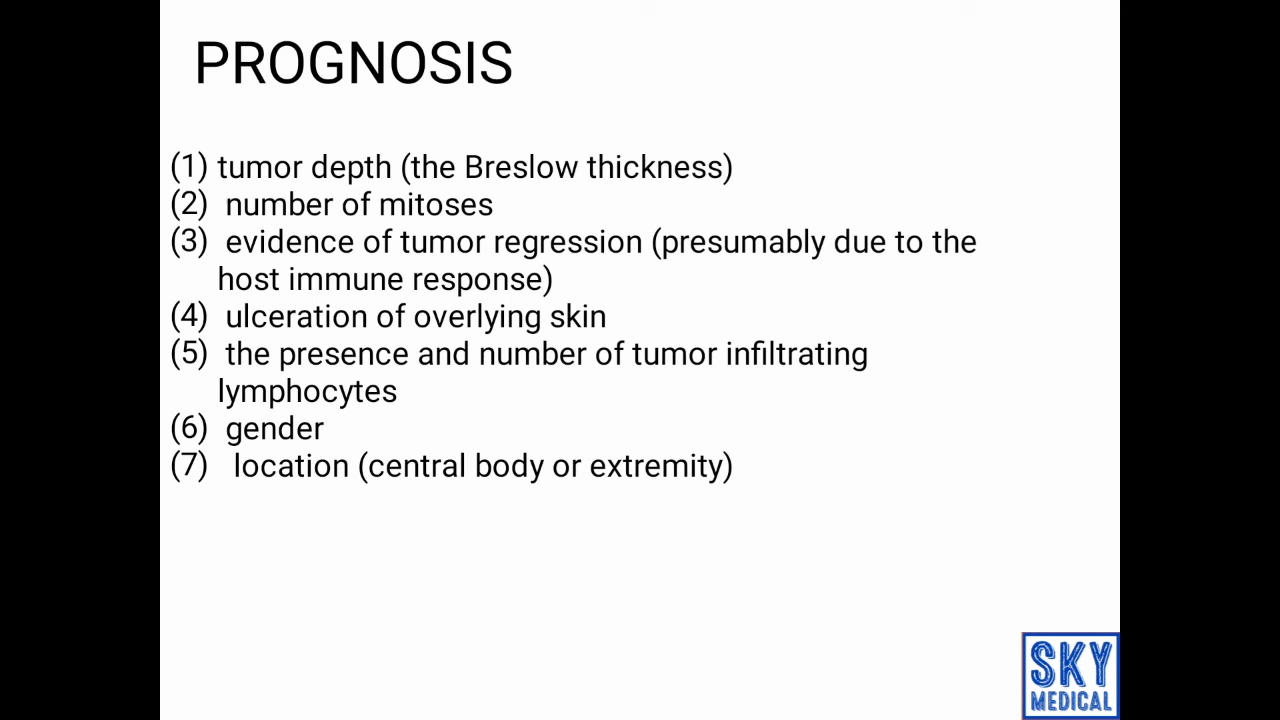 PROGNOSIS
(1) tumor depth (the Breslow thickness)
(2) number of mitoses
(3) evidence of tumor regression (presumably due to the
host immune response)
(4) ulceration of overlying skin
(5) the presence and number of tumor infiltrating
lymphocytes
(6) gender
(7) location (central body or extremity)
SKY
MEDICAL